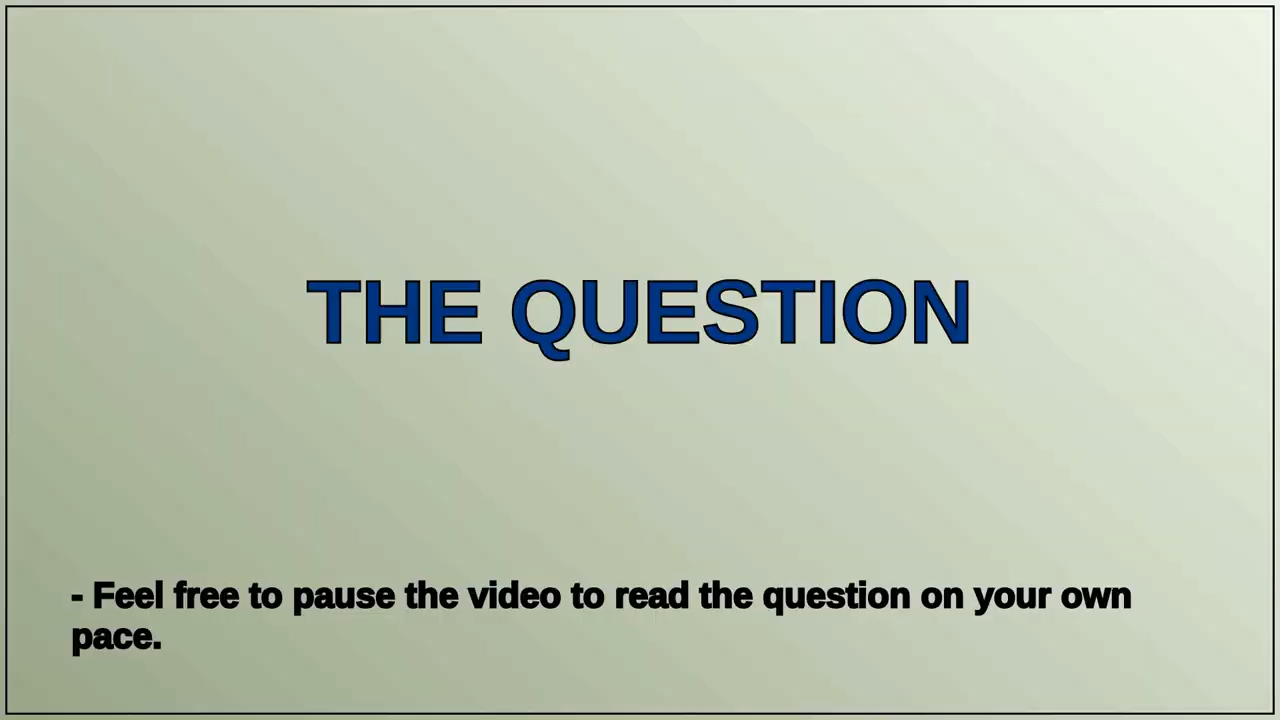 THE QUESTION
- Feel free to pause the video to read the question on your own
pace.